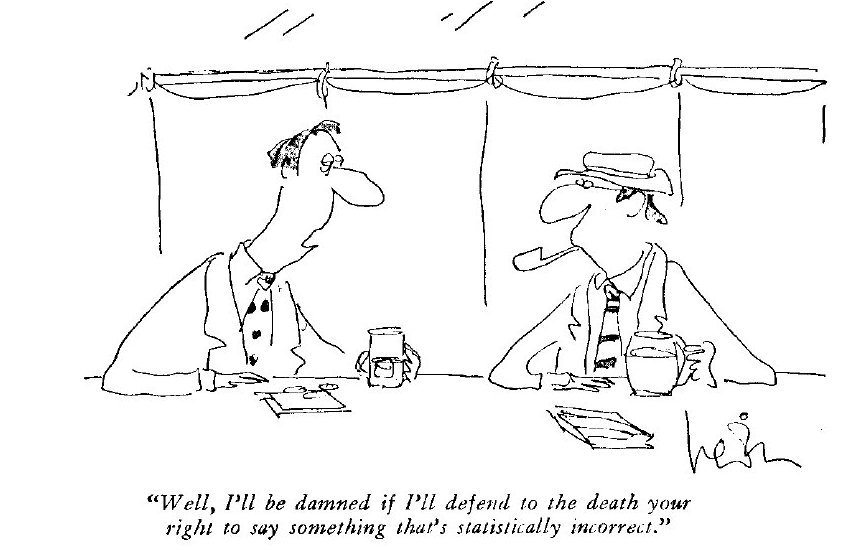 “Well, I'll be damned if I'll defend to the death your
right to say something that's statistically incorrect.”